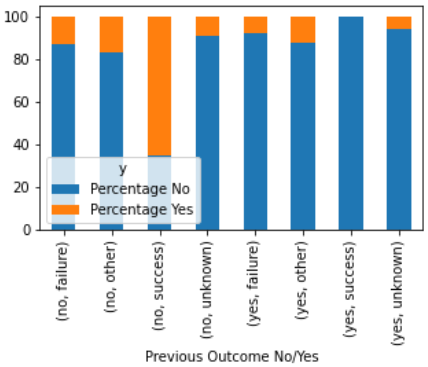 100
80
60
40
20
0
y
Percentage No
Percentage Yes
(no, failure)
(no, other)
(no, success)
(no, unknown)
(yes, failure)
(yes, other)
(yes, success)
(yes, unknown)
Previous Outcome No/Yes